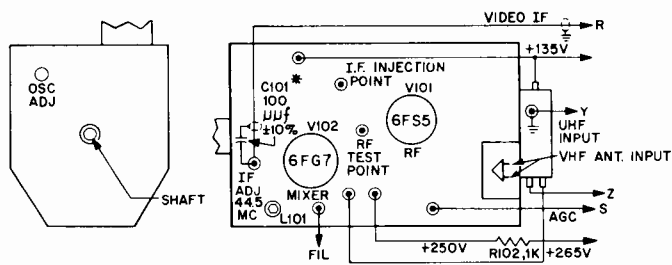 VIDEO IF
R
+135V
OSC
ADJ
C101
100
µµf
±10%
*
I.F. INJECTION
POINT
V101
6FS5
RF
Y
UHF
INPUT
V102
6FG7
MIXER
RF
TEST
POINT
VHF ANT. INPUT
SHAFT
IF
ADJ
44.5
MC
L101
Z
AGC
S
FIL
+250V
R102, 1K
+265V